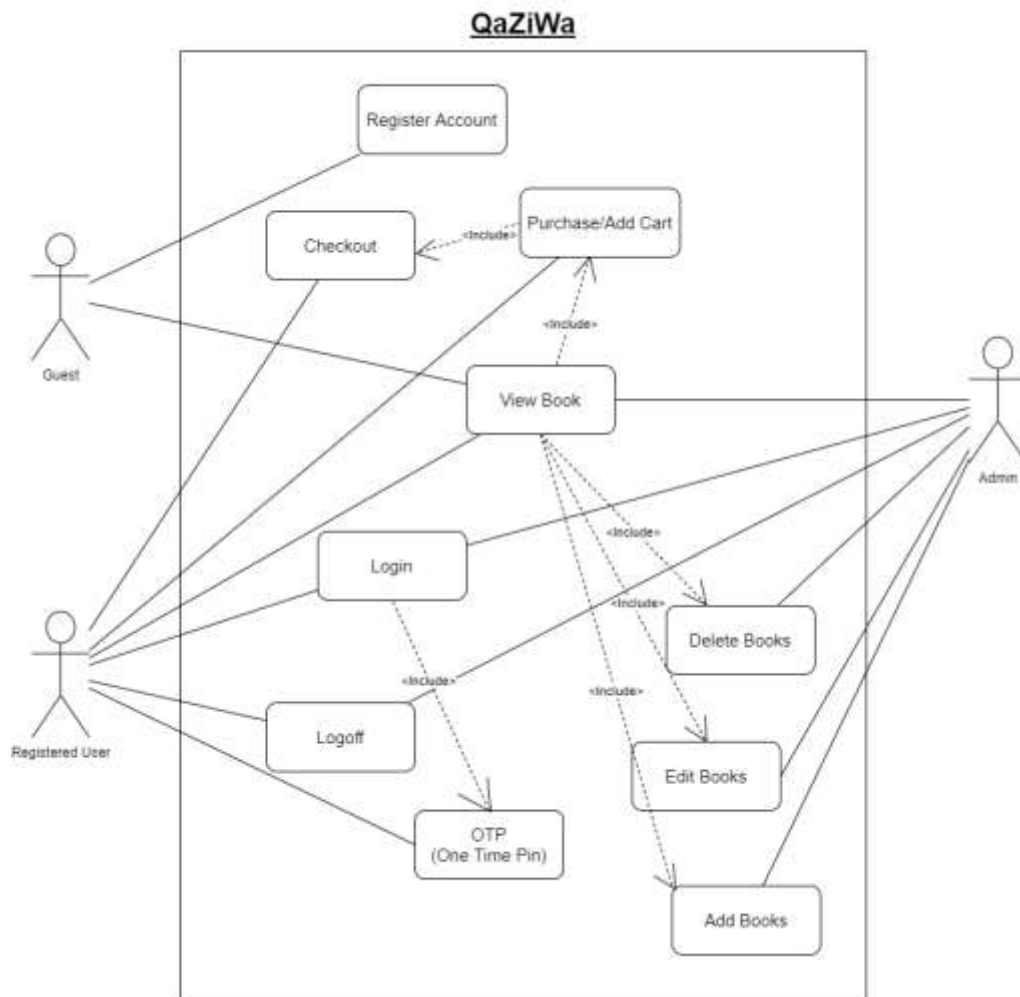 QaZiWa
Register Account
Purchase/Add Cart
Checkout
<Include>
<Include>
Guest
View Book
Admin
Login
<Include>
<Include>
Delete Books
<Include>
<Include>
Registered User
Logoff
Edit Books
OTP
(One Time Pin)
Add Books